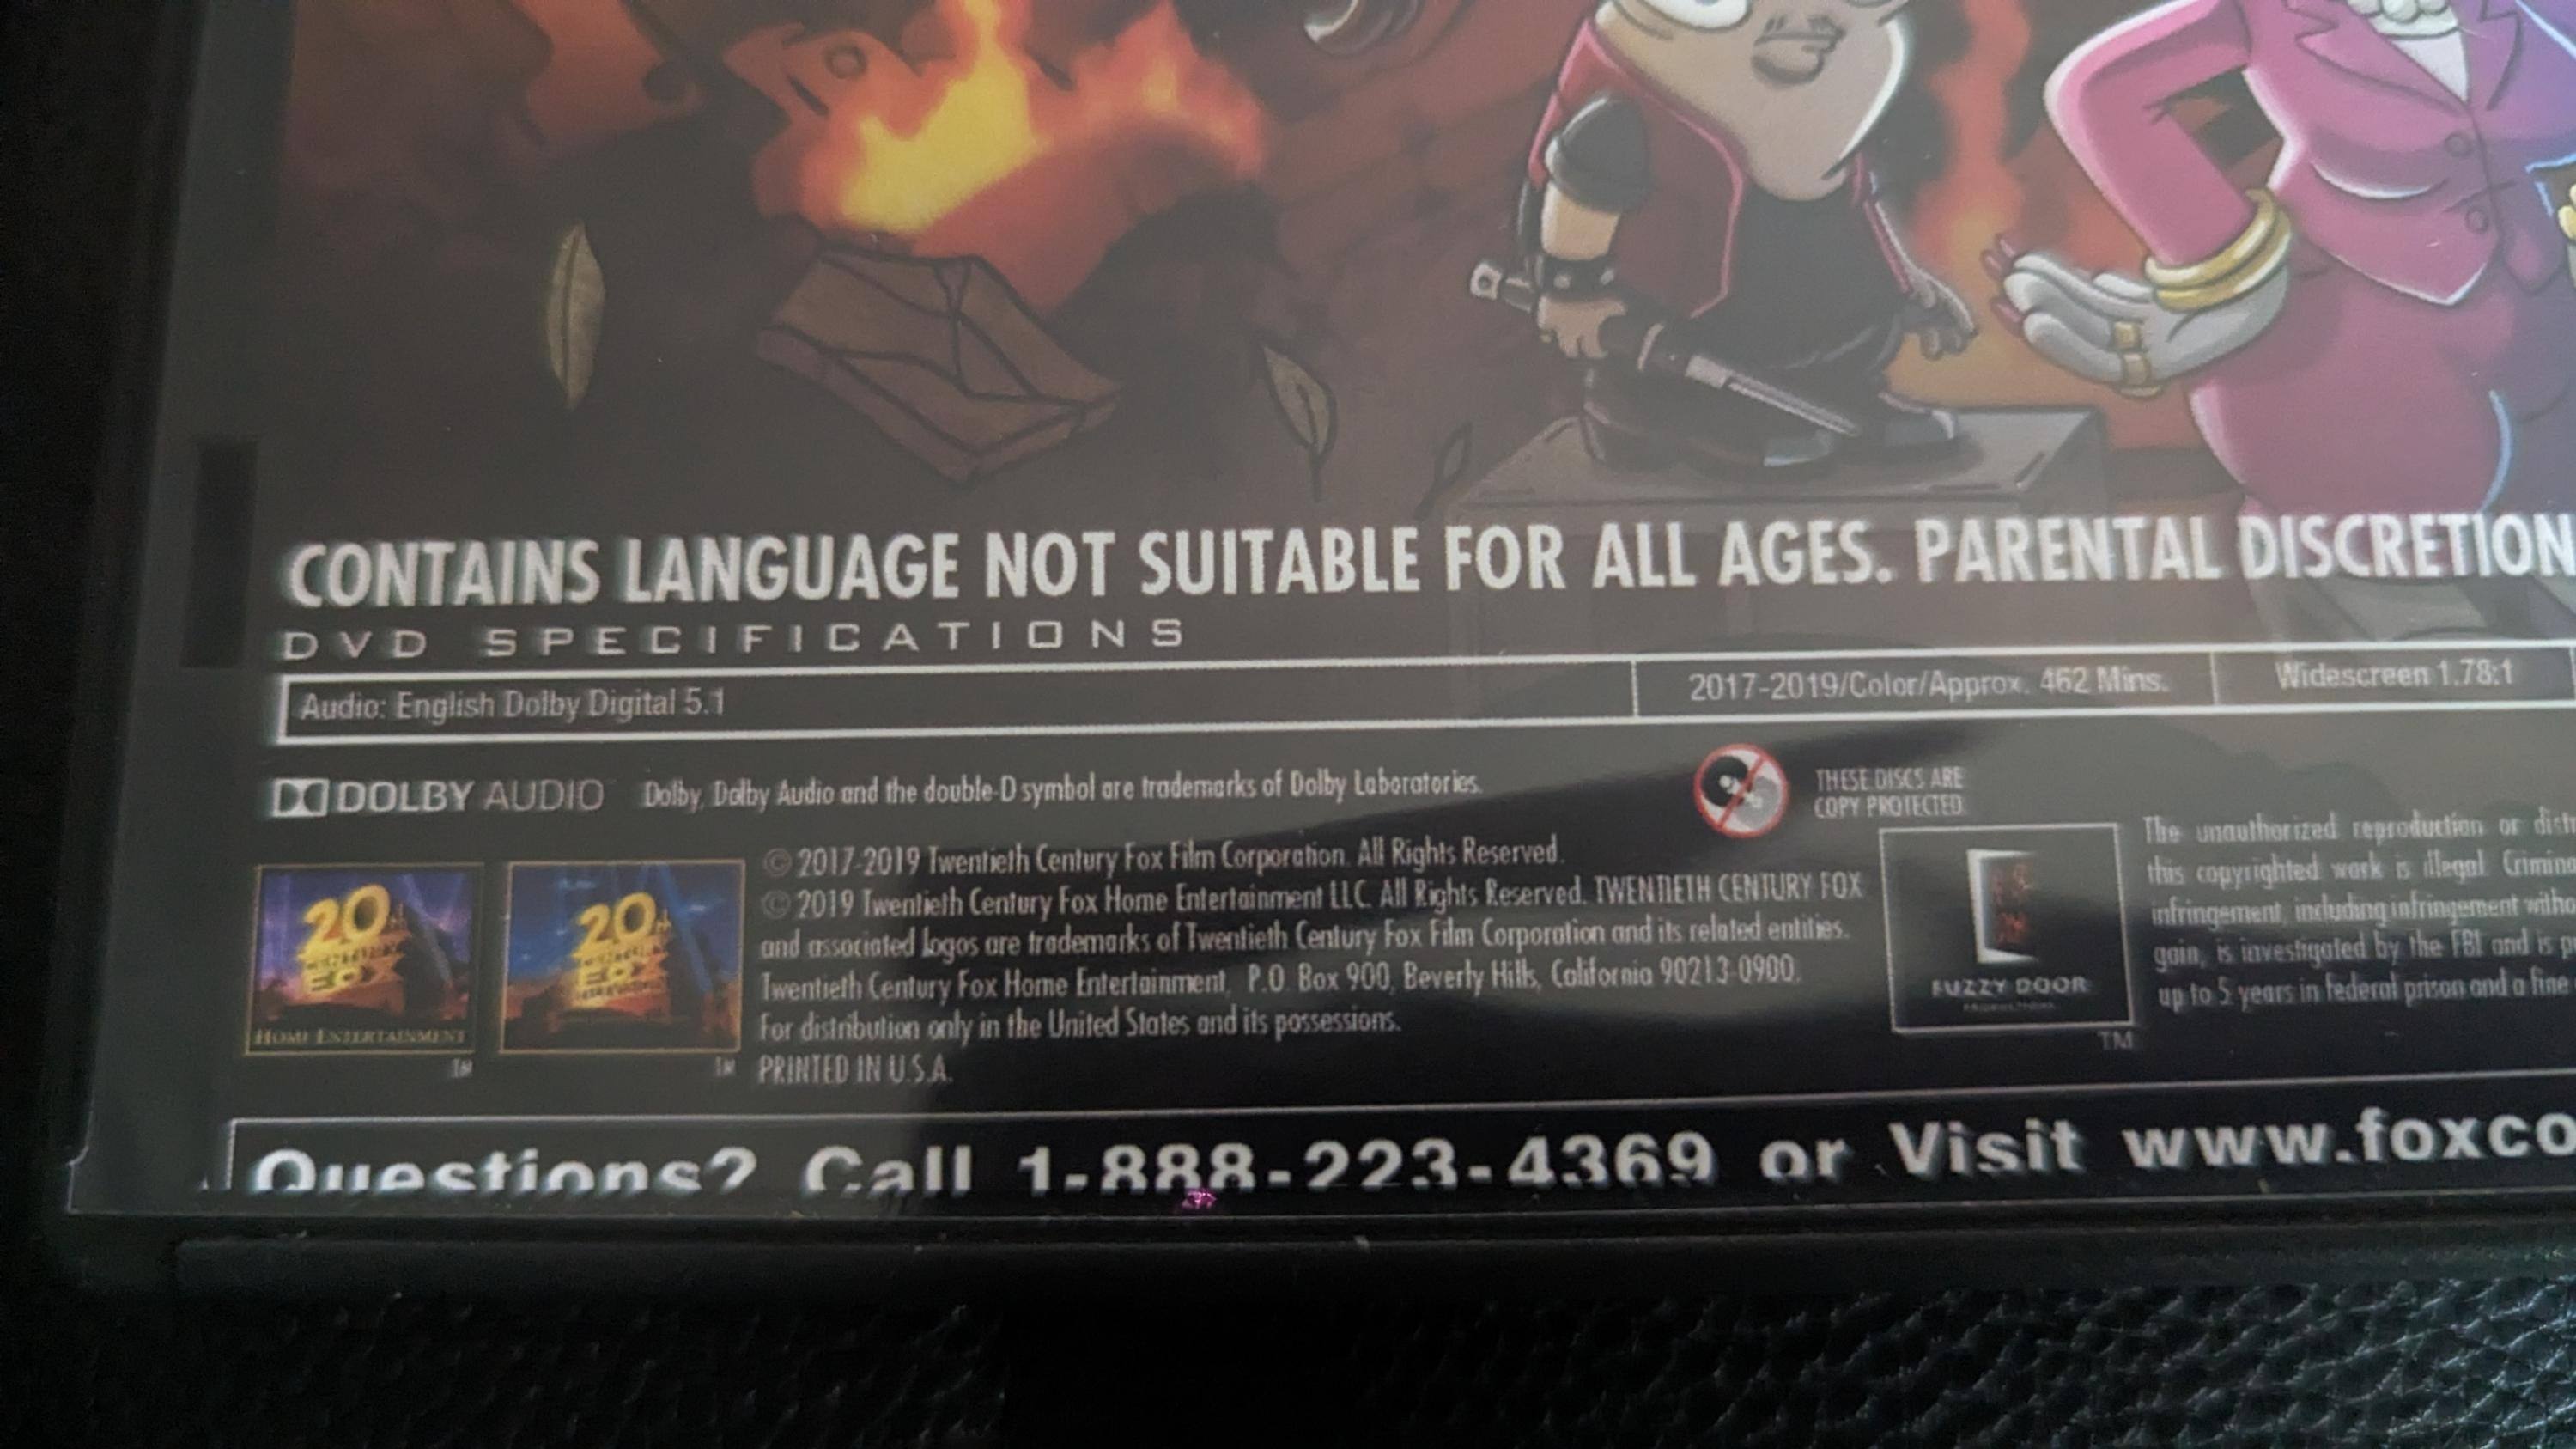 CONTAINS LANGUAGE NOT SUITABLE FOR ALL AGES. PARENTAL DISCRETION
DVD SPECIFICATIONS
Audio: English Dolby Digital 5.1
2017-2019/Color/Approx. 462 Mins.
Widescreen 1.78:1
DOLBY AUDIO
Dolby, Dolby Audio and the double-D symbol are trademarks of Dolby Laboratories.
THESE DISCS ARE
COPY PROTECTED
20th
CENTURY
FOX
HOME ENTERTAINMENT
TM
20th
CENTURY
FOX
TM
© 2017-2019 Twentieth Century Fox Film Corporation. All Rights Reserved.
© 2019 Twentieth Century Fox Home Entertainment LLC. All Rights Reserved. TWENTIETH CENTURY FOX
and associated logos are trademarks of Twentieth Century Fox Film Corporation and its related entities.
Twentieth Century Fox Home Entertainment, P.O. Box 900, Beverly Hills, California 90213-0900.
For distribution only in the United States and its possessions.
PRINTED IN U.S.A.
FUZZY DOOR
TM
The unauthorized reproduction or
this copyrighted work is illegal.
infringement, including infringement
gain, is investigated by the FBI and is
up to 5 years in federal prison and a fine
Questions? Call 1-888-223-4369 or Visit www.foxco